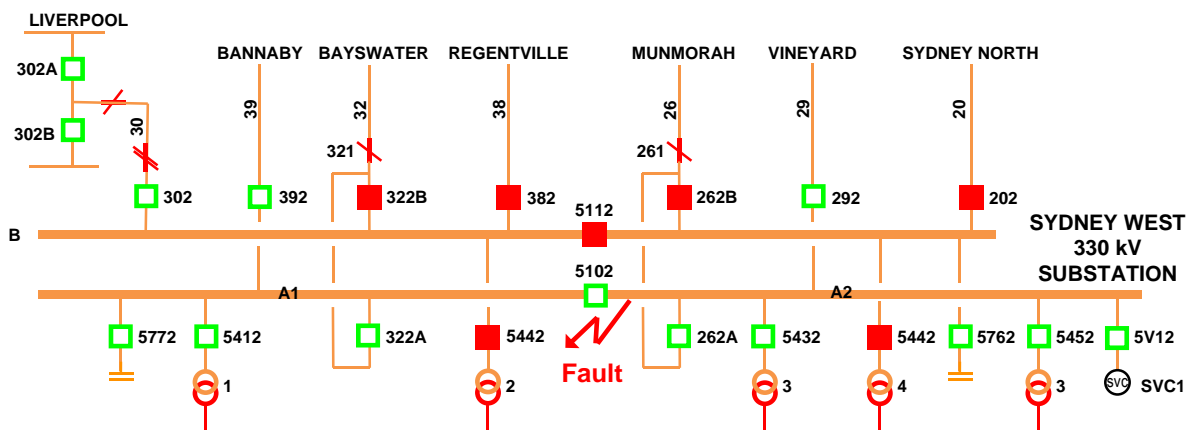 LIVERPOOL
302A
302B
30
302
BANNABY
39
392
BAYSWATER
32
321
322B
REGENTVILLE
38
382
MUNMORAH
26
261
262B
VINEYARD
29
292
SYDNEY NORTH
20
202
5112
B
SYDNEY WEST
330 kV
SUBSTATION
5102
A1
A2
5772
5412
322A
5442
262A
5432
5442
5762
5452
5V12
Fault
1
2
3
4
3
SVC
SVC1